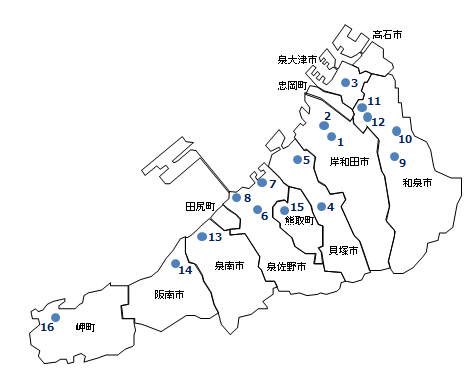 高石市
泉大津市
忠岡町
3
11
12
2
10
1
5
岸和田市
9
7
和泉市
8
田尻町
6
15
4
熊取町
13
貝塚市
14
泉南市
泉佐野市
阪南市
16
岬町